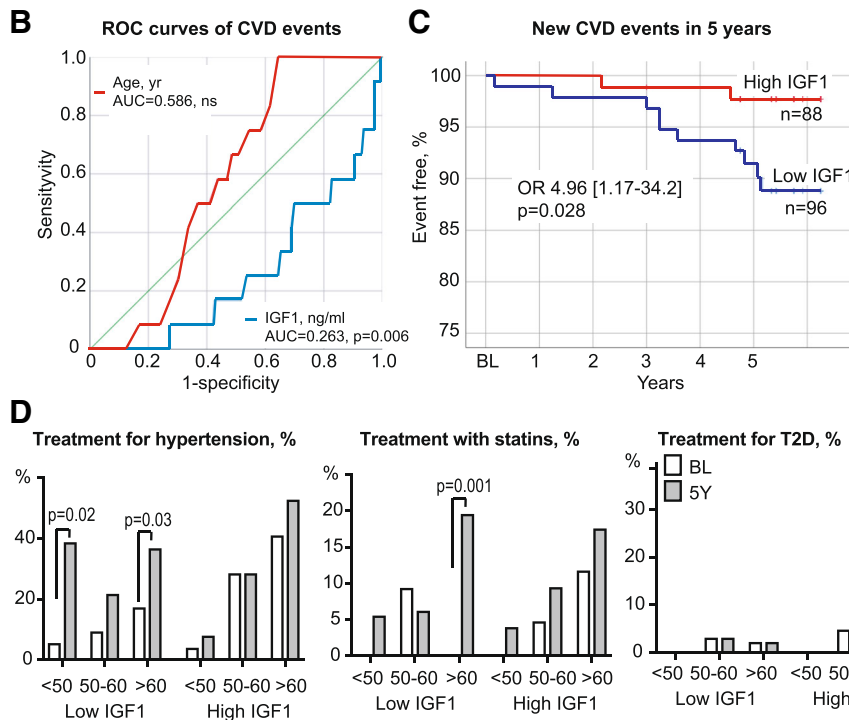 B
ROC curves of CVD events
1.0
0.8
0.6
0.4
0.2
0
Sensityvity
Age, yr
AUC=0.586, ns
IGF1, ng/ml
AUC=0.263, p=0.006
0 0.2 0.4 0.6 0.8 1.0
1-specificity
C
New CVD events in 5 years
100
95
90
85
80
75
Event free, %
High IGF1
n=88
Low IGF1
n=96
OR 4.96 [1.17-34.2]
p=0.028
BL 1 2 3 4 5
Years
D
Treatment for hypertension, %
%
40
20
0
p=0.02
p=0.03
<50 50-60 >60 <50 50-60 >60
Low IGF1 High IGF1
Treatment with statins, %
%
25
20
15
10
5
0
p=0.001
<50 50-60 >60 <50 50-60 >60
Low IGF1 High IGF1
Treatment for T2D, %
%
BL
5Y
30
20
10
0
<50 50-60 >60 <50 50
Low IGF1 High